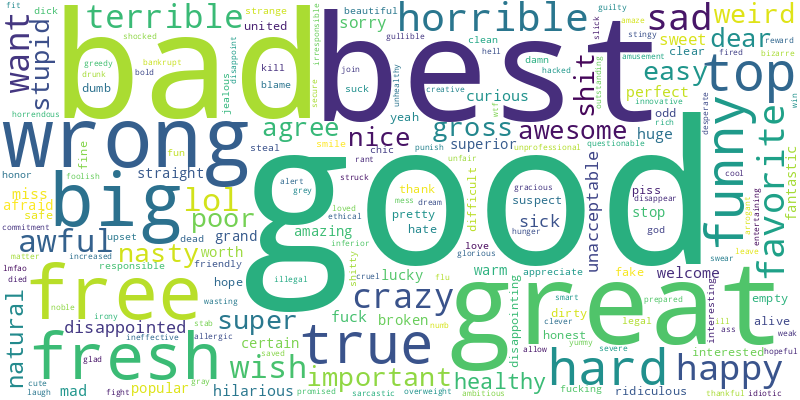 good
bad
best
great
wrong
big
free
fresh
true
funny
top
hard
horrible
terrible
crazy
favorite
happy
sad
weird
dear
easy
nice
gross
awesome
agree
super
wish
important
healthy
awful
nasty
lol
poor
natural
disappointed
want
stupid
shit
sick
unacceptable
huge
perfect
sweet
clear
odd
rich
fit
dick
greedy
drunk
dumb
shocked
bankrupt
bold
strange
united
sorry
beautiful
gullible
clean
hell
guilty
slick
amaze
stingy
damn
hacked
outstanding
fired
reward
bizarre
amusement
innovative
win
desperate
kill
blame
join
suck
unhealthy
creative
wtf
curious
jealous
disappoint
secure
irresponsible
horrendous
fine
foolish
fun
steal
smile
yeah
chic
rant
punish
superior
unprofessional
questionable
unfair
honor
straight
struck
miss
afraid
safe
commitment
upset
dead
grand
worth
amazing
alert
grey
loved
ethical
inferior
mess
dream
thank
pretty
hate
hunger
gracious
suspect
difficult
piss
disappear
stop
god
cool
fantastic
entertaining
arrogant
leave
swear
love
glorious
matter
increased
friendly
responsible
lmfao
died
hope
wasting
illegal
shitty
cruel
lucky
flu
warm
appreciate
fake
welcome
empty
noble
irony
stab
ineffective
allergic
certain
saved
fuck
broken
numb
disappointing
smart
clever
yummy
dirty
honest
legal
prepared
severe
allow
interesting
ill
ass
alive
weak
hopeful
interested
glad
cute
laugh
mad
fight
popular
gray
hilarious
promised
sarcastic
overweight
ambitious
fucking
ridiculous
thankful
idiotic